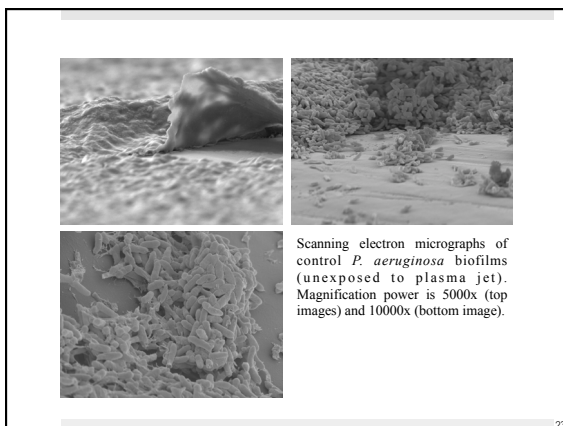 Scanning electron micrographs of
control P. aeruginosa biofilms
(unexposed to plasma jet).
Magnification power is 5000x (top
images) and 10000x (bottom image).